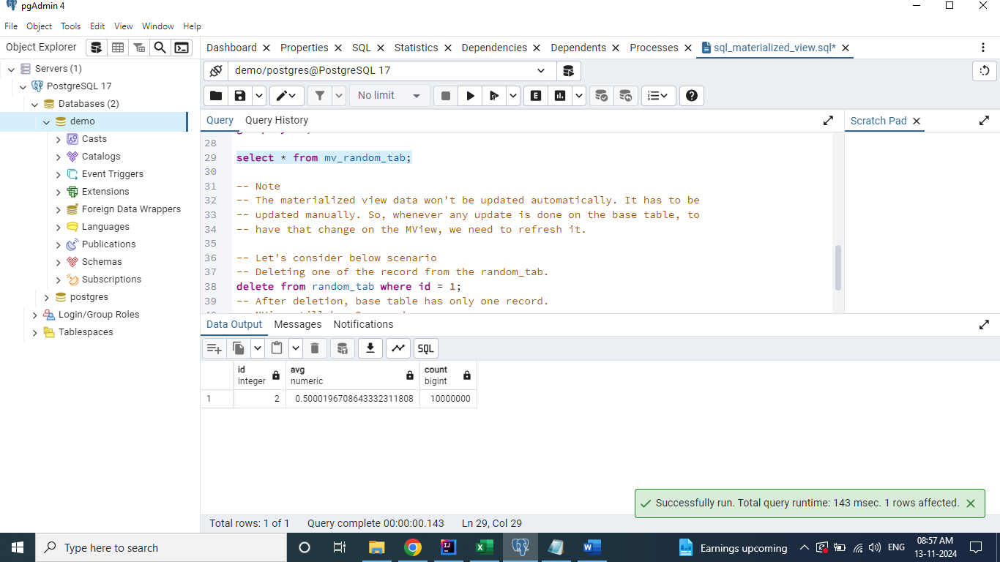 pgAdmin 4
File Object Tools Edit View Window Help
Object Explorer
Dashboard Properties SQL Statistics Dependencies Dependents Processes sql_materialized_view.sql*
Servers (1)
PostgreSQL 17
Databases (2)
demo
Casts
Catalogs
Event Triggers
Extensions
Foreign Data Wrappers
Languages
Publications
Schemas
Subscriptions
postgres
Login/Group Roles
Tablespaces
demo/postgres@PostgreSQL 17
No limit
E
Query Query History
Scratch Pad
28
29 select * from mv_random_tab;
30
31 -- Note
32 -- The materialized view data won't be updated automatically. It has to be
33 -- updated manually. So, whenever any update is done on the base table, to
34 -- have that change on the MView, we need to refresh it.
35
36 -- Let's consider below scenario
37 -- Deleting one of the record from the random_tab.
38 delete from random_tab where id = 1;
39 -- After deletion, base table has only one record.
Data Output Messages Notifications
SQL
id avg count
integer numeric bigint
1 2 0.5000196708643332311808 10000000
Successfully run. Total query runtime: 143 msec. 1 rows affected.
Total rows: 1 of 1 Query complete 00:00:00.143 Ln 29, Col 29
Type here to search
Earnings upcoming
ENG
08:57 AM
13-11-2024